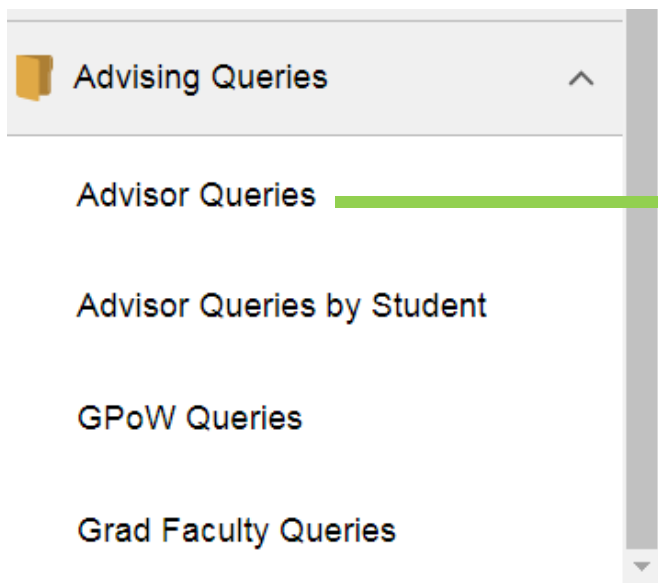 Advising Queries
Advisor Queries
Advisor Queries by Student
GPoW Queries
Grad Faculty Queries